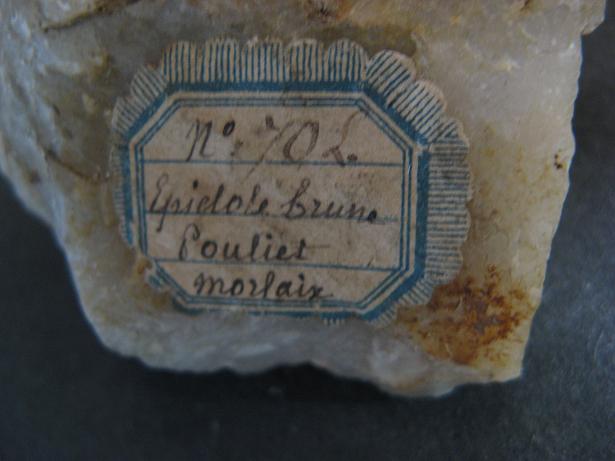 N° 702
Epidote brune
Pouliet
morlaix